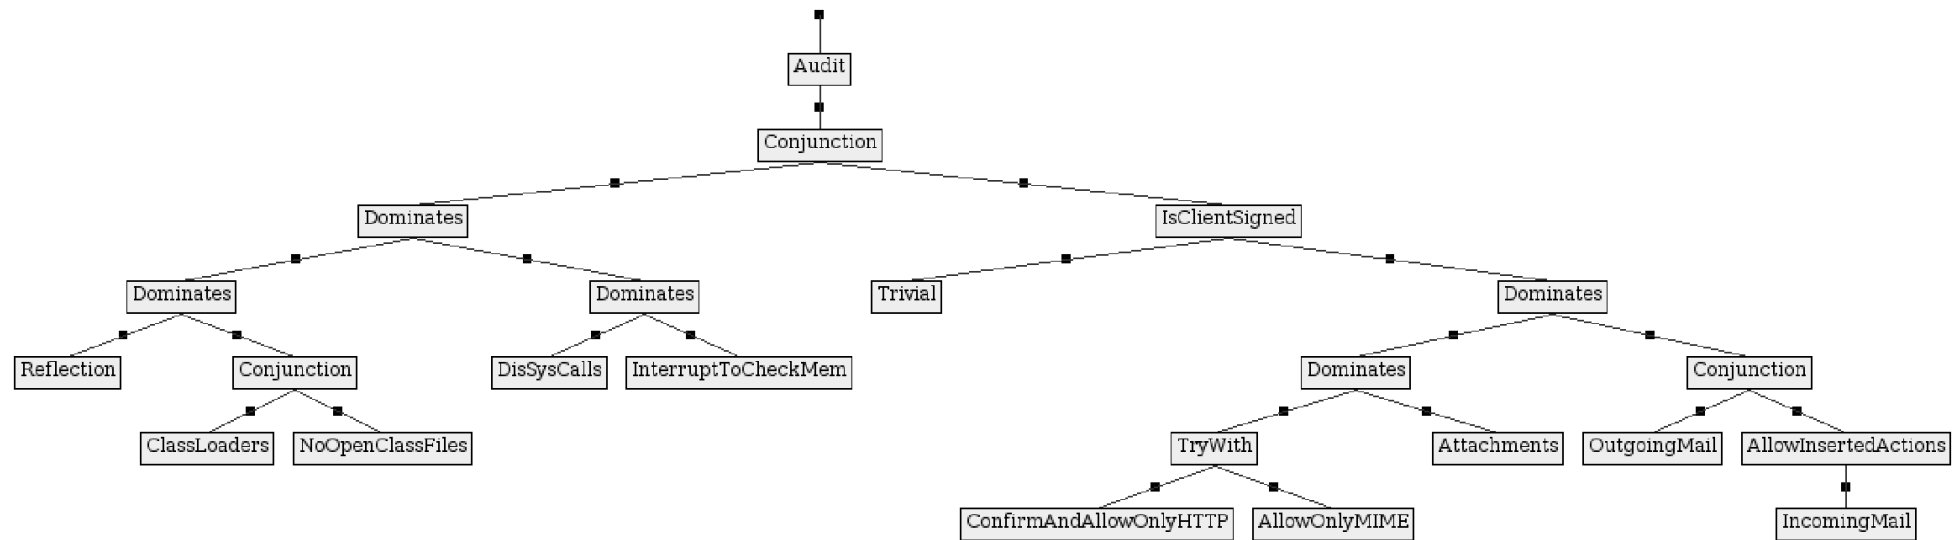 Audit
Conjunction
Dominates
IsClientSigned
Dominates
Dominates
Trivial
Dominates
Reflection
Conjunction
DisSysCalls
InterruptToCheckMem
Dominates
Conjunction
ClassLoaders
NoOpenClassFiles
TryWith
Attachments
OutgoingMail
AllowInsertedActions
ConfirmAndAllowOnlyHTTP
AllowOnlyMIME
IncomingMail